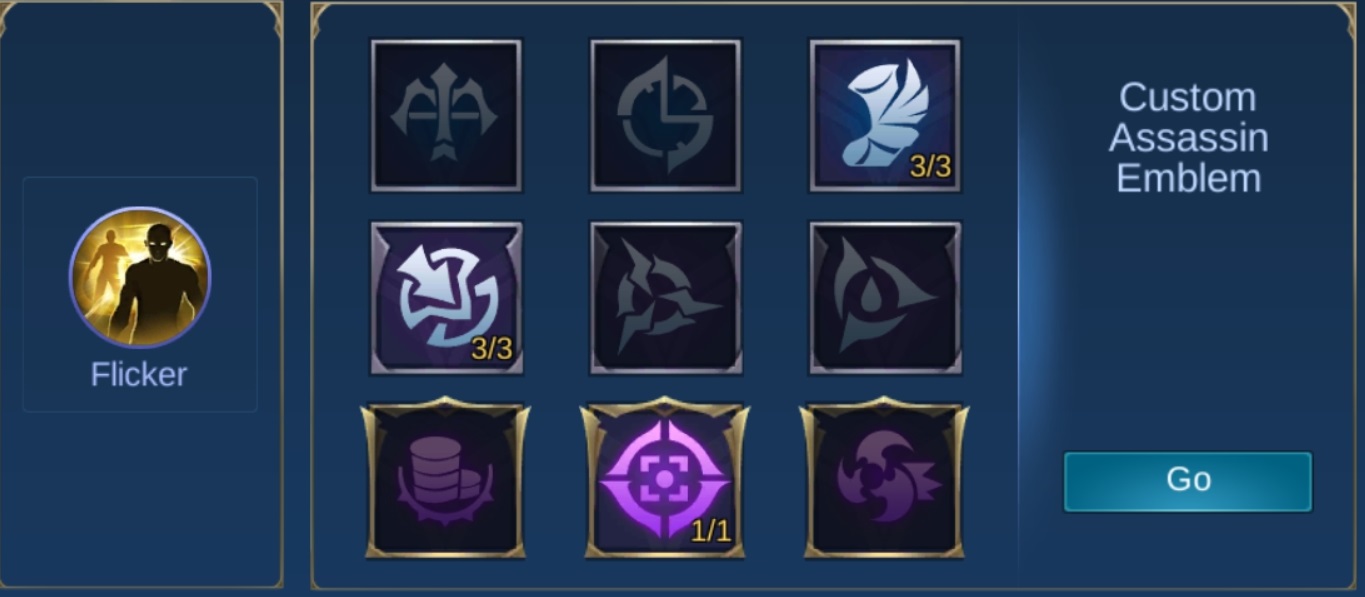 Flicker
3/3
3/3
1/1
Custom
Assassin
Emblem
Go